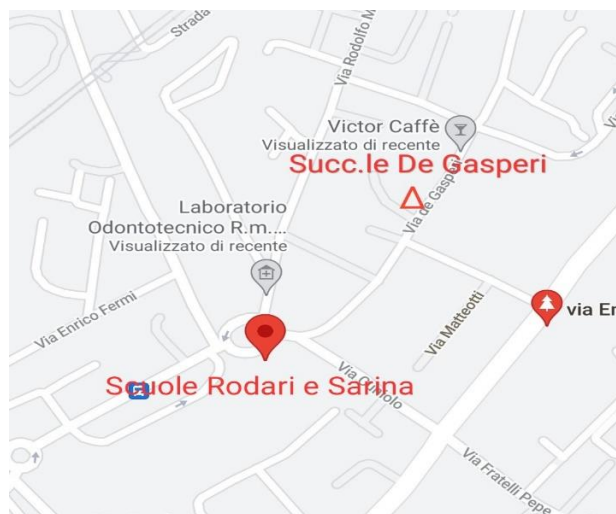 Strada
Via Rodolfo M
Victor Caffè
Visualizzato di recente
Succ.le De Gasperi
Via de Gasperi
Laboratorio
Odontotecnico R.m....
Visualizzato di recente
Via Enrico Fermi
Via Matteotti
via En
Scuole Rodari e Sarina
Via Fratelli Pepe